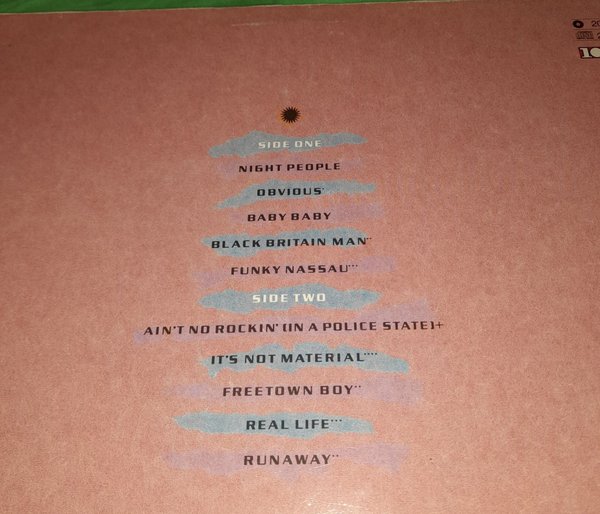 SIDE ONE
NIGHT PEOPLE
OBVIOUS·
BABY BABY
BLACK BRITAIN MAN··
FUNKY NASSAU···
SIDE TWO
AIN'T NO ROCKIN' (IN A POLICE STATE)+
IT'S NOT MATERIAL····
FREETOWN BOY··
REAL LIFE···
RUNAWAY··